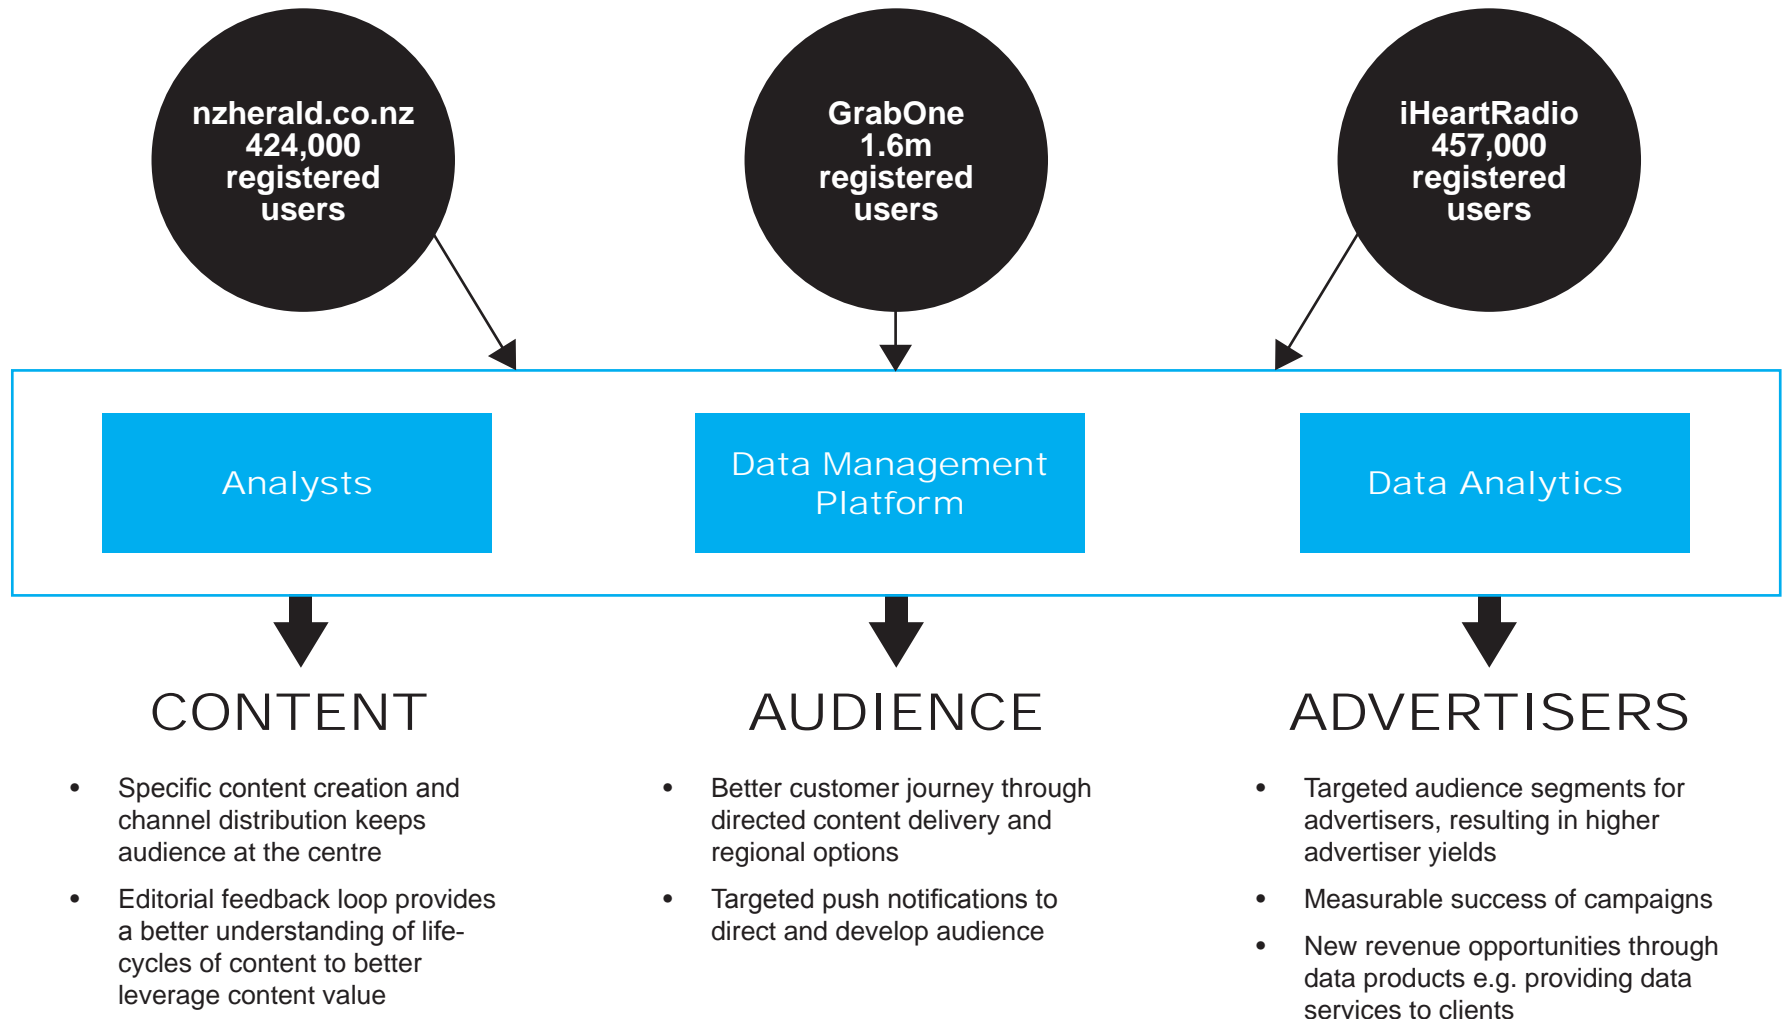 nzherald.co.nz
424,000
registered
users
GrabOne
1.6m
registered
users
iHeartRadio
457,000
registered
users
Analysts
Data Management
Platform
Data Analytics
CONTENT
• Specific content creation and
channel distribution keeps
audience at the centre
• Editorial feedback loop provides
a better understanding of life-
cycles of content to better
leverage content value
AUDIENCE
• Better customer journey through
directed content delivery and
regional options
• Targeted push notifications to
direct and develop audience
ADVERTISERS
• Targeted audience segments for
advertisers, resulting in higher
advertiser yields
• Measurable success of campaigns
• New revenue opportunities through
data products e.g. providing data
services to clients